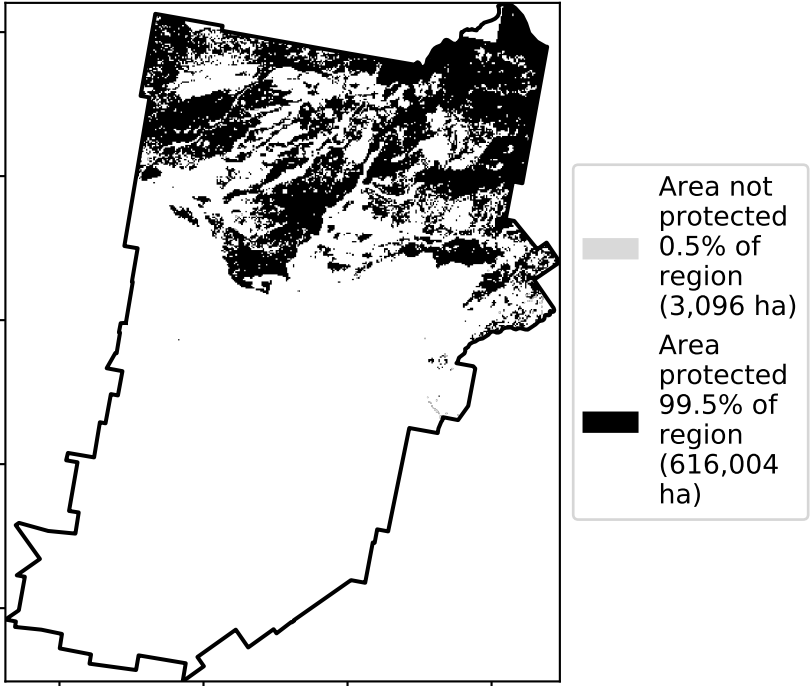 Area not
protected
0.5% of
region
(3,096 ha)
Area
protected
99.5% of
region
(616,004
ha)